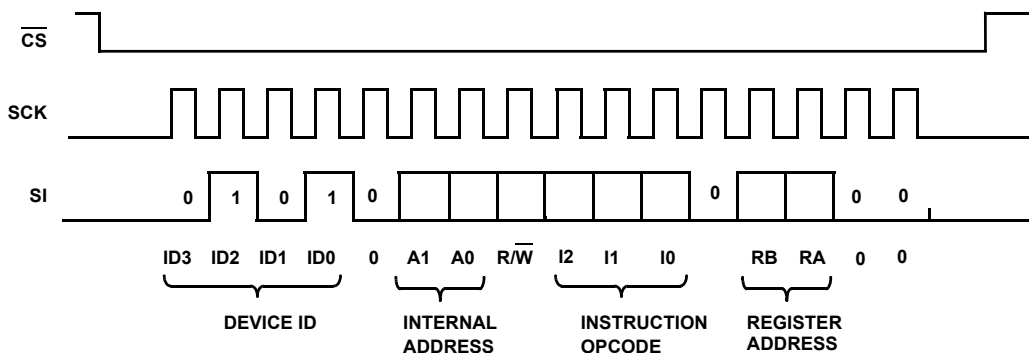 CS
SCK
SI
0 1 0 1 0 0 0 0
ID3 ID2 ID1 ID0 0 A1 A0 R/W I2 I1 I0 RB RA 0 0
DEVICE ID
INTERNAL ADDRESS
INSTRUCTION OPCODE
REGISTER ADDRESS